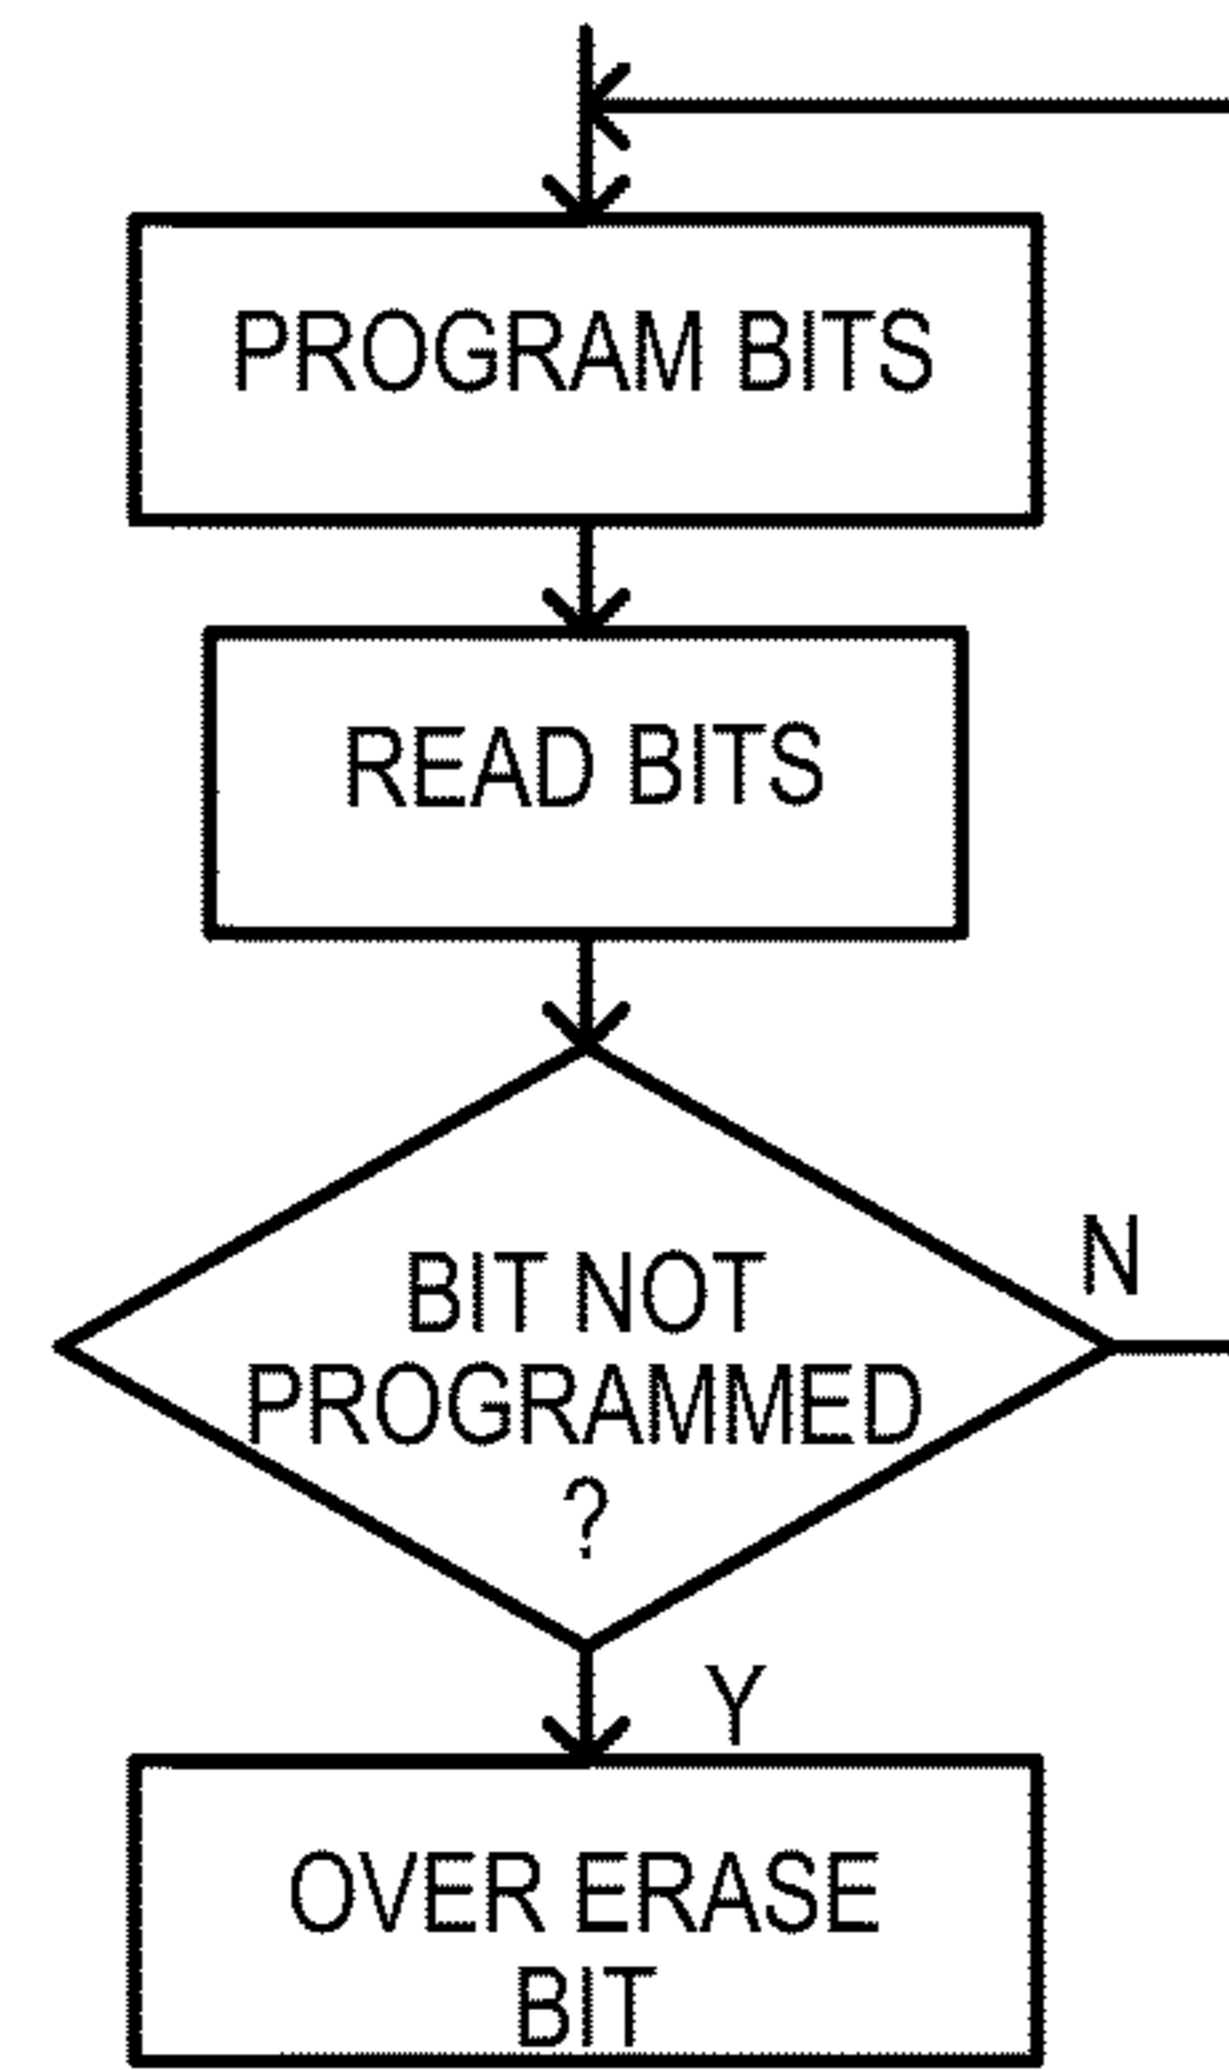 PROGRAM BITS
READ BITS
N
BIT NOT
PROGRAMMED
?
Y
OVER ERASE
BIT